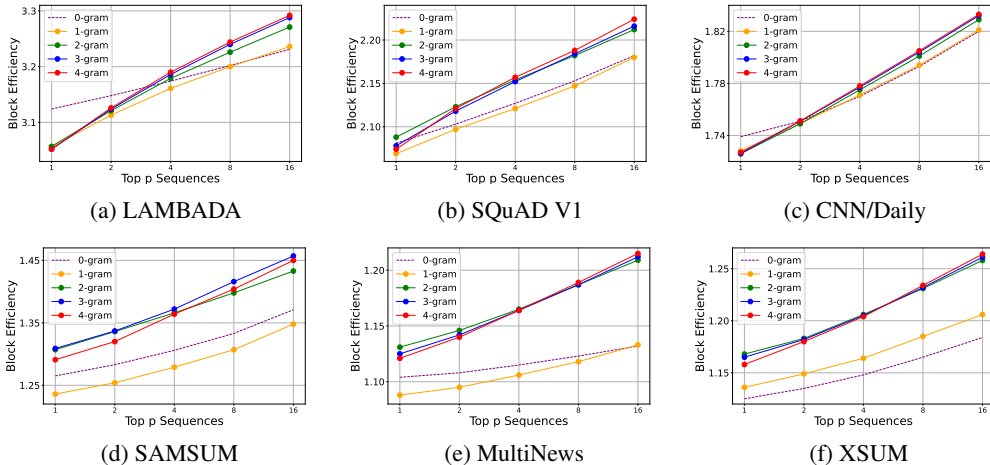 Block Efficiency
3.3
3.2
3.1
0-gram
1-gram
2-gram
3-gram
4-gram
1 2 4 8 16
Top p Sequences
(a) LAMBADA
Block Efficiency
2.20
2.15
2.10
0-gram
1-gram
2-gram
3-gram
4-gram
1 2 4 8 16
Top p Sequences
(b) SQuAD V1
Block Efficiency
1.82
1.78
1.74
0-gram
1-gram
2-gram
3-gram
4-gram
1 2 4 8 16
Top p Sequences
(c) CNN/Daily
Block Efficiency
1.45
1.35
1.25
0-gram
1-gram
2-gram
3-gram
4-gram
1 2 4 8 16
Top p Sequences
(d) SAMSUM
Block Efficiency
1.20
1.15
1.10
0-gram
1-gram
2-gram
3-gram
4-gram
1 2 4 8 16
Top p Sequences
(e) MultiNews
Block Efficiency
1.25
1.20
1.15
0-gram
1-gram
2-gram
3-gram
4-gram
1 2 4 8 16
Top p Sequences
(f) XSUM